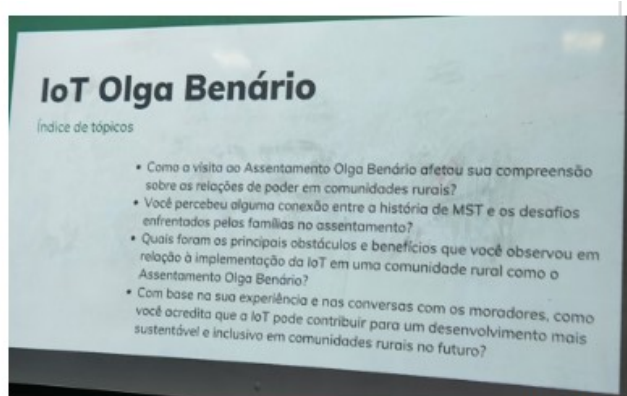 IoT Olga Benário
Índice de tópicos
• Como a visita ao Assentamento Olga Benário afetou sua compreensão
sobre as relações de poder em comunidades rurais?
• Você percebeu alguma conexão entre a história de MST e os desafios
enfrentados pelas famílias no assentamento?
• Quais foram os principais obstáculos e benefícios que você observou em
relação à implementação da IoT em uma comunidade rural como o
Assentamento Olga Benário?
• Com base na sua experiência e nas conversas com os moradores, como
você acredita que a IoT pode contribuir para um desenvolvimento mais
sustentável e inclusivo em comunidades rurais no futuro?